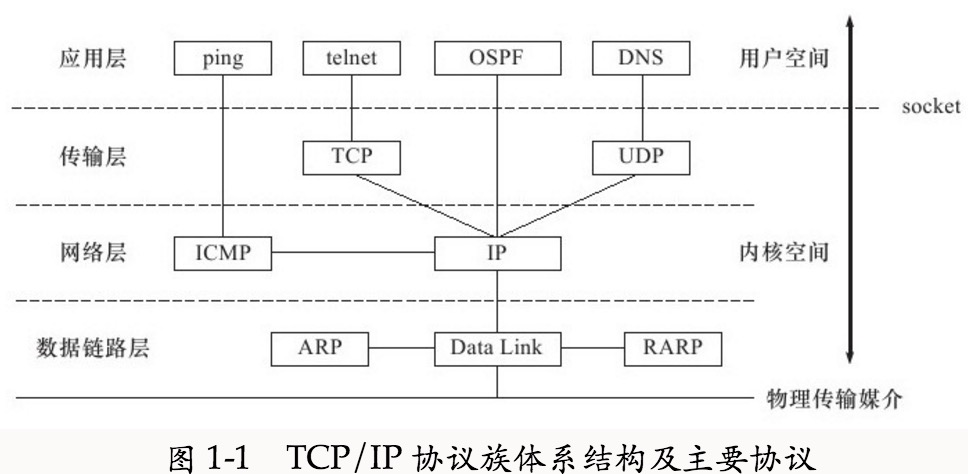 应用层 ping telnet OSPF DNS 用户空间
socket
传输层 TCP UDP
网络层 ICMP IP 内核空间
数据链路层 ARP Data Link RARP
物理传输媒介
图 1-1 TCP/IP 协议族体系结构及主要协议